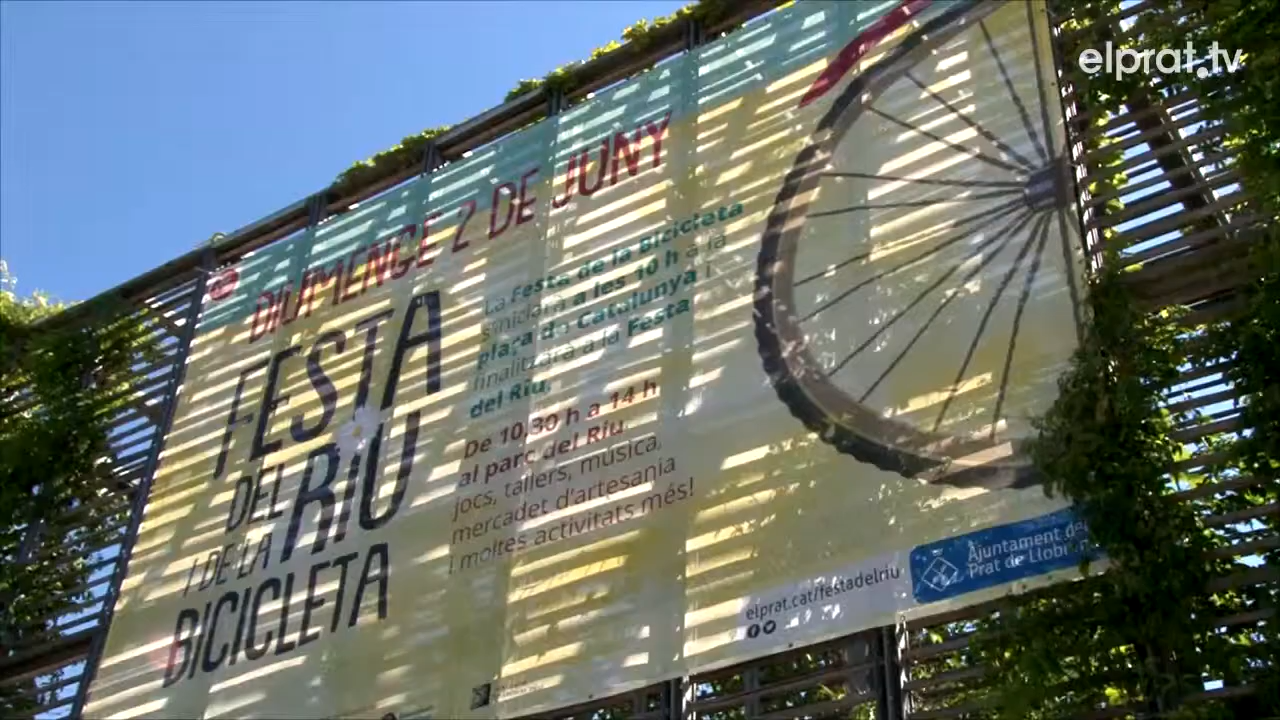 elprat.tv
DIUMENGE 2 DE JUNY
FESTA
DEL RIU
I DE LA
BICICLETA
La Festa de la Bicicleta
s'iniciarà a les 10 h a la
plaça de Catalunya i
finalitzarà a la Festa
del Riu.
De 10,30 h a 14 h
al parc del Riu,
jocs, tallers, música,
mercadet d'artesania
i moltes activitats més!
elprat.cat/festadelriu
Ajuntament del
Prat de Llob